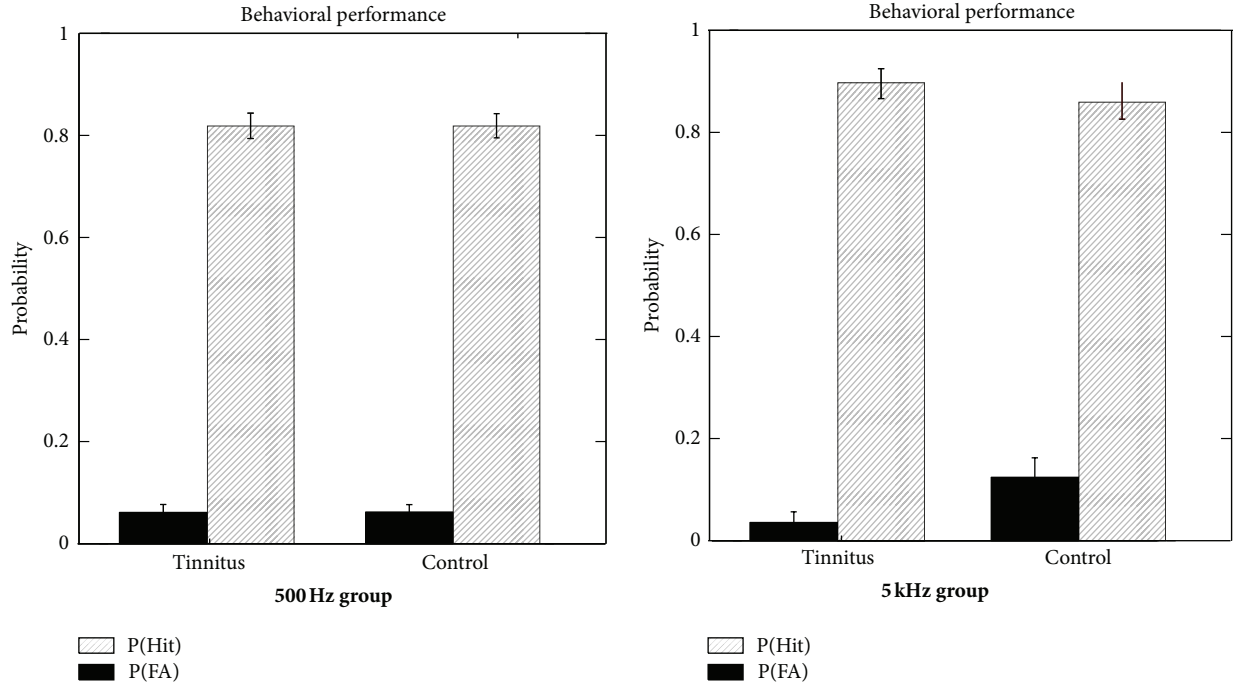 Behavioral performance
1
0.8
0.6
0.4
0.2
0
Probability
Tinnitus
Control
500 Hz group
P(Hit)
P(FA)
Behavioral performance
1
0.8
0.6
0.4
0.2
0
Probability
Tinnitus
Control
5 kHz group
P(Hit)
P(FA)